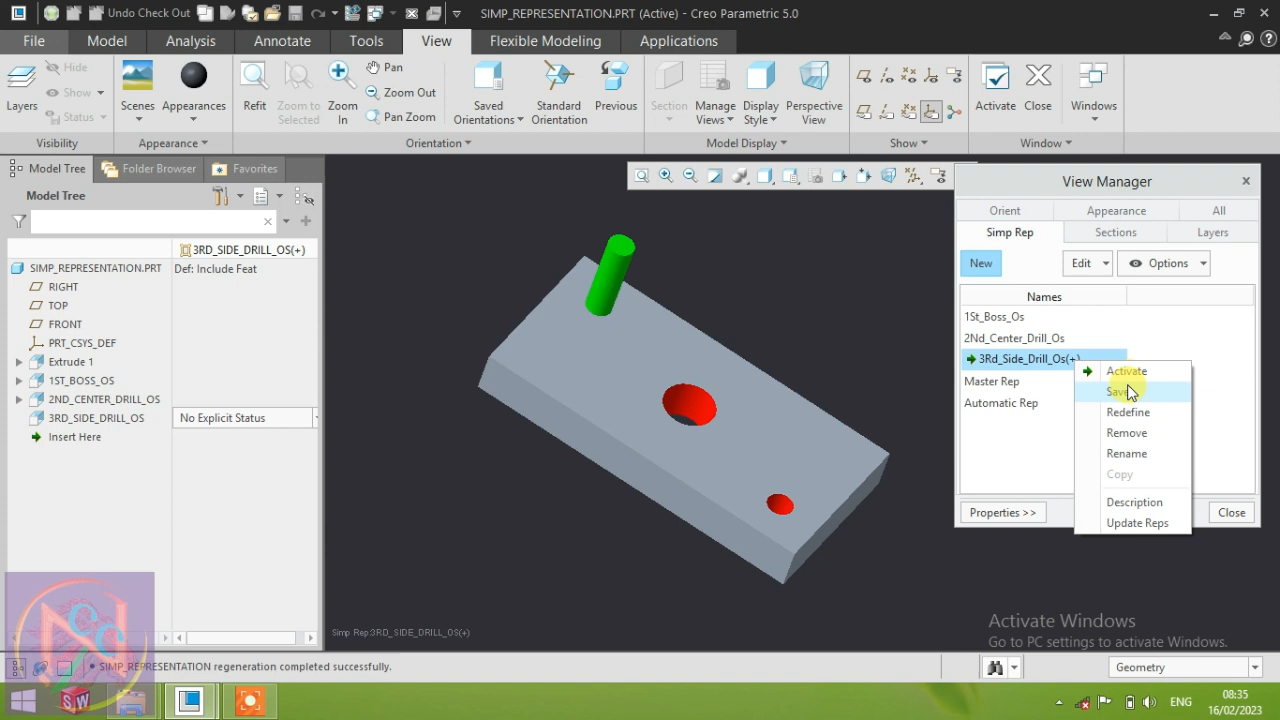 Undo Check Out
SIMP_REPRESENTATION.PRT (Active) - Creo Parametric 5.0
File Model Analysis Annotate Tools View Flexible Modeling Applications
Hide
Show
Status
Layers
Visibility
Scenes
Appearances
Appearance
Refit
Zoom to Selected
Zoom In
Pan
Zoom Out
Pan Zoom
Saved Orientations
Standard Orientation
Previous
Orientation
Section
Manage Views
Display Style
Perspective View
Model Display
Show
Activate
Close
Windows
Window
Model Tree Folder Browser Favorites
Model Tree
3RD_SIDE_DRILL_OS(+)
SIMP_REPRESENTATION.PRT Def: Include Feat
RIGHT
TOP
FRONT
PRT_CSYS_DEF
Extrude 1
1ST_BOSS_OS
2ND_CENTER_DRILL_OS
3RD_SIDE_DRILL_OS No Explicit Status
Insert Here
View Manager
Orient Appearance All
Simp Rep Sections Layers
New Edit Options
Names
1St_Boss_Os
2Nd_Center_Drill_Os
3Rd_Side_Drill_Os(+)
Master Rep
Automatic Rep
Activate
Save
Redefine
Remove
Rename
Copy
Description
Update Reps
Properties >> Close
Simp Rep:3RD_SIDE_DRILL_OS(+)
Activate Windows
Go to PC settings to activate Windows.
• SIMP_REPRESENTATION regeneration completed successfully.
Geometry
ENG
08:35
16/02/2023